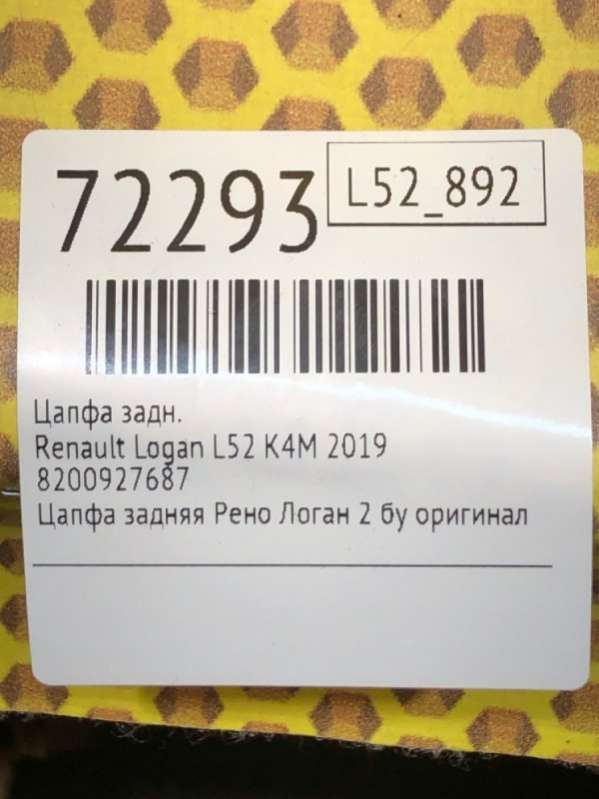 72293
L52_892
Цапфа задн.
Renault Logan L52 K4M 2019
8200927687
Цапфа задняя Рено Логан 2 бу оригинал